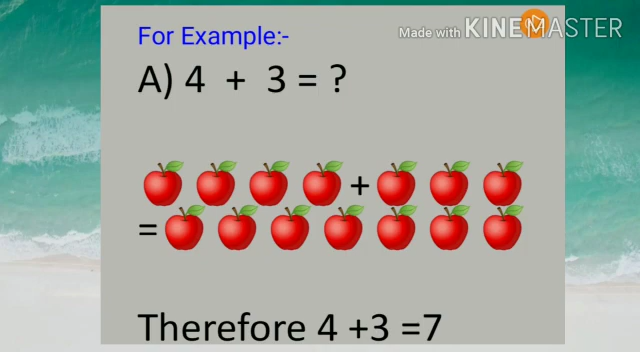 For Example:-
Made with KINEMASTER
A) 4 + 3 = ?
+
=
Therefore 4 +3 =7